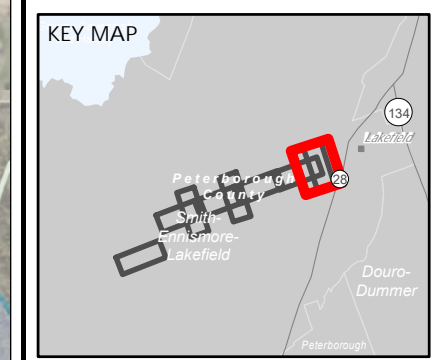 KEY MAP
134
Lakefield
Peterborough
County
28
Smith-
Ennismore-
Lakefield
Douro-
Dummer
Peterborough